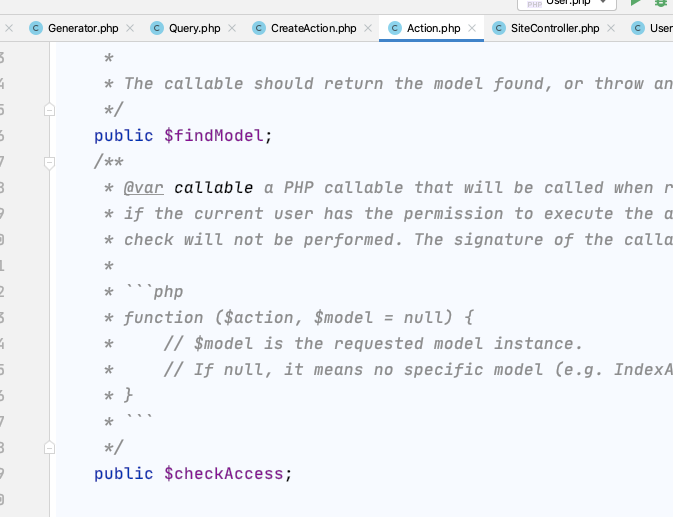 PHP User.php
Generator.php Query.php CreateAction.php Action.php SiteController.php User
3 *
4 * The callable should return the model found, or throw an
5 */
6 public $findModel;
7 /**
8 * @var callable a PHP callable that will be called when r
9 * if the current user has the permission to execute the a
0 * check will not be performed. The signature of the calla
1 *
2 * ```php
3 * function ($action, $model = null) {
4 * // $model is the requested model instance.
5 * // If null, it means no specific model (e.g. IndexA
6 * }
7 * ```
8 */
9 public $checkAccess;
0